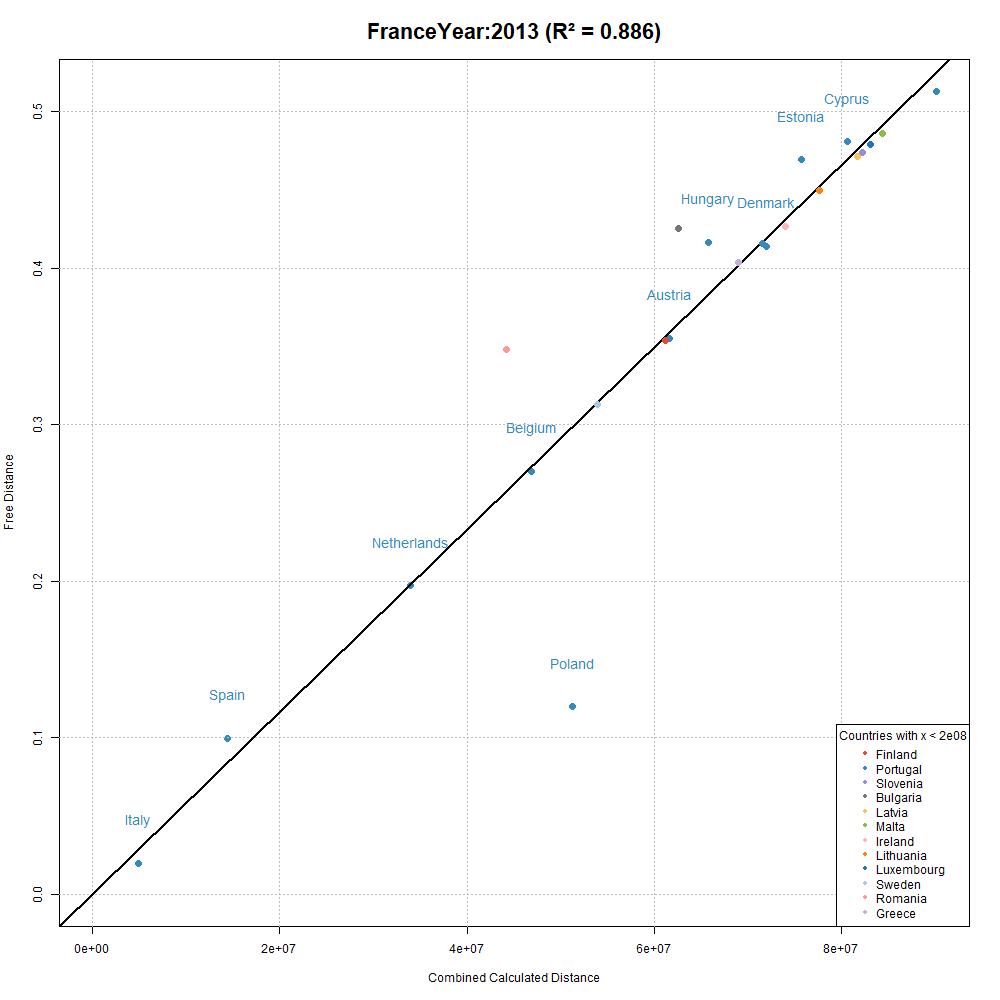 FranceYear:2013 (R² = 0.886)
Cyprus
Estonia
Hungary Denmark
Austria
Belgium
Netherlands
Poland
Spain
Italy
0.5
0.4
0.3
0.2
0.1
0.0
Free Distance
0e+00 2e+07 4e+07 6e+07 8e+07
Combined Calculated Distance
Countries with x < 2e08
Finland
Portugal
Slovenia
Bulgaria
Latvia
Malta
Ireland
Lithuania
Luxembourg
Sweden
Romania
Greece